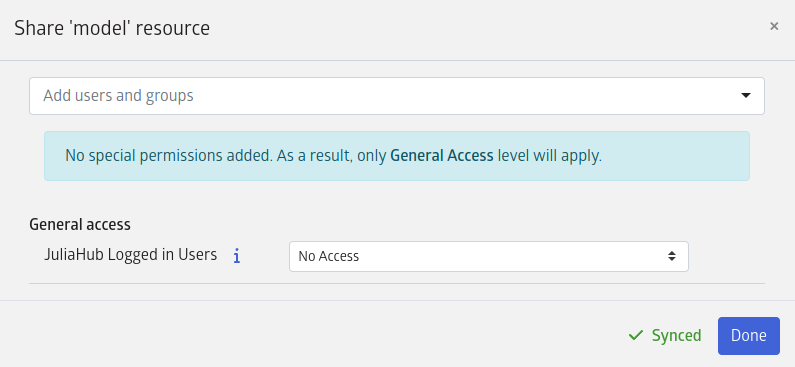 Share 'model' resource
×
Add users and groups
No special permissions added. As a result, only General Access level will apply.
General access
JuliaHub Logged in Users i
No Access
Synced
Done